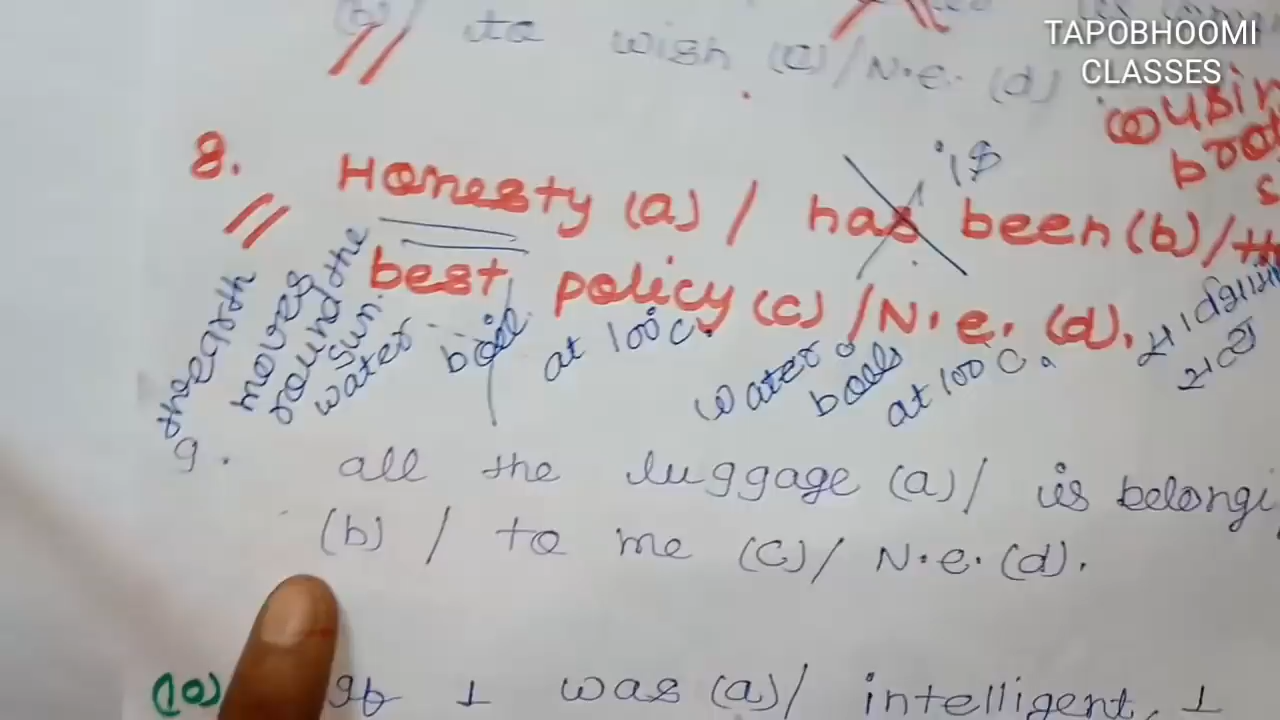 TAPOBHOOMI
CLASSES
to wish (c)/N.e. (d)
8. Honesty (a) / has been (b)/
is
best policy (c) /N.e. (d).
the earth
moves
round the
sun.
water boil at 100°c.
water boils
at 100°c.
9. all the luggage (a)/ is
(b) / to me (c)/ N.e. (d).
(10) If I was (a)/ intelligent, I